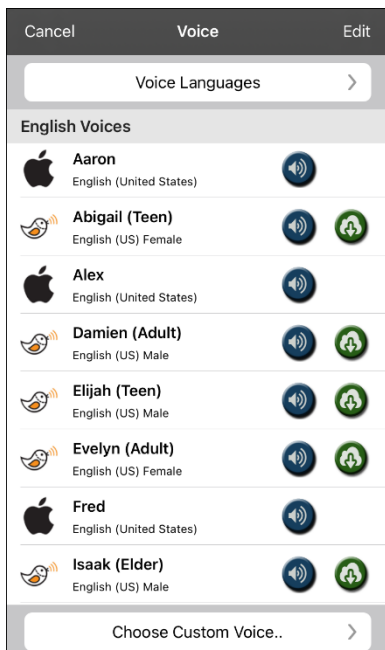 Cancel Voice Edit
Voice Languages
English Voices
Aaron
English (United States)
Abigail (Teen)
English (US) Female
Alex
English (United States)
Damien (Adult)
English (US) Male
Elijah (Teen)
English (US) Male
Evelyn (Adult)
English (US) Female
Fred
English (United States)
Isaak (Elder)
English (US) Male
Choose Custom Voice..